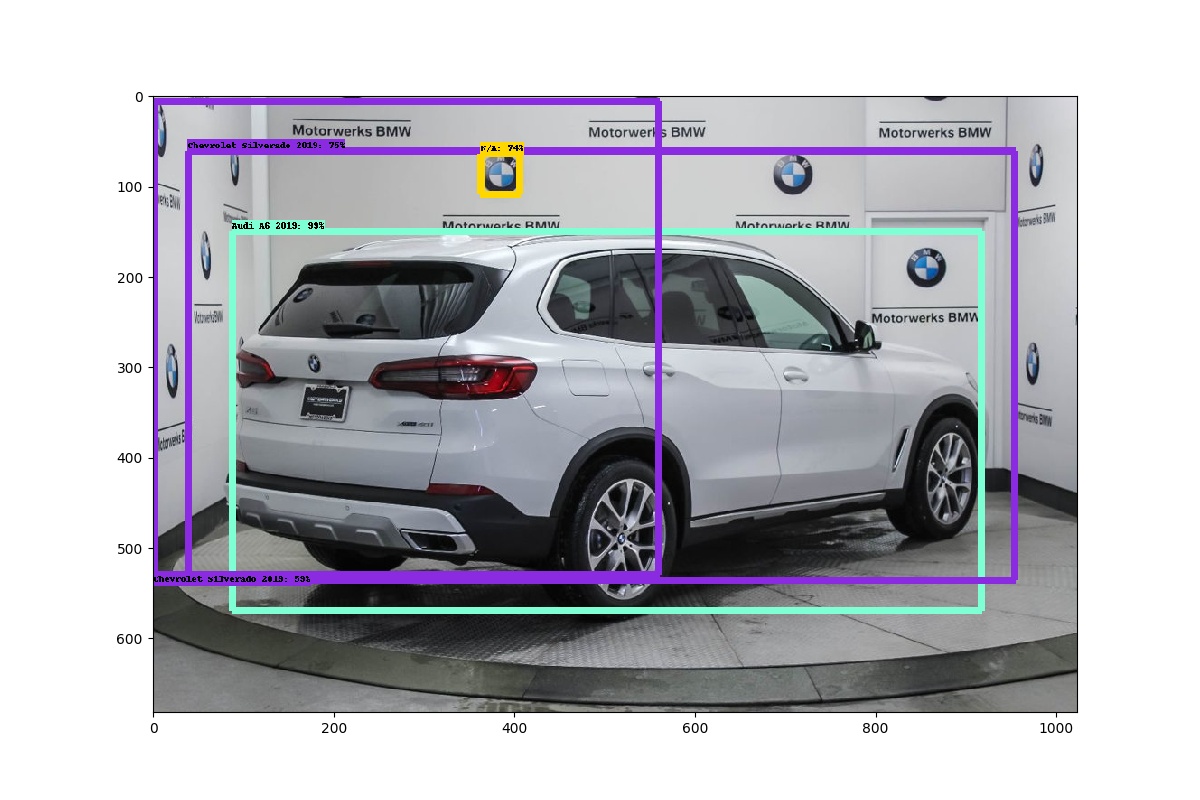 0
Motorwerks BMW
Motorwerks BMW
Motorwerks BMW
Chevrolet Silverado 2019: 75%
N/A: 74%
BMW
100
Motorwerks BMW
Motorwerks BMW
Audi A6 2019: 99%
200
Motorwerks BMW
300
400
500
Chevrolet Silverado 2019: 59%
600
0
200
400
600
800
1000